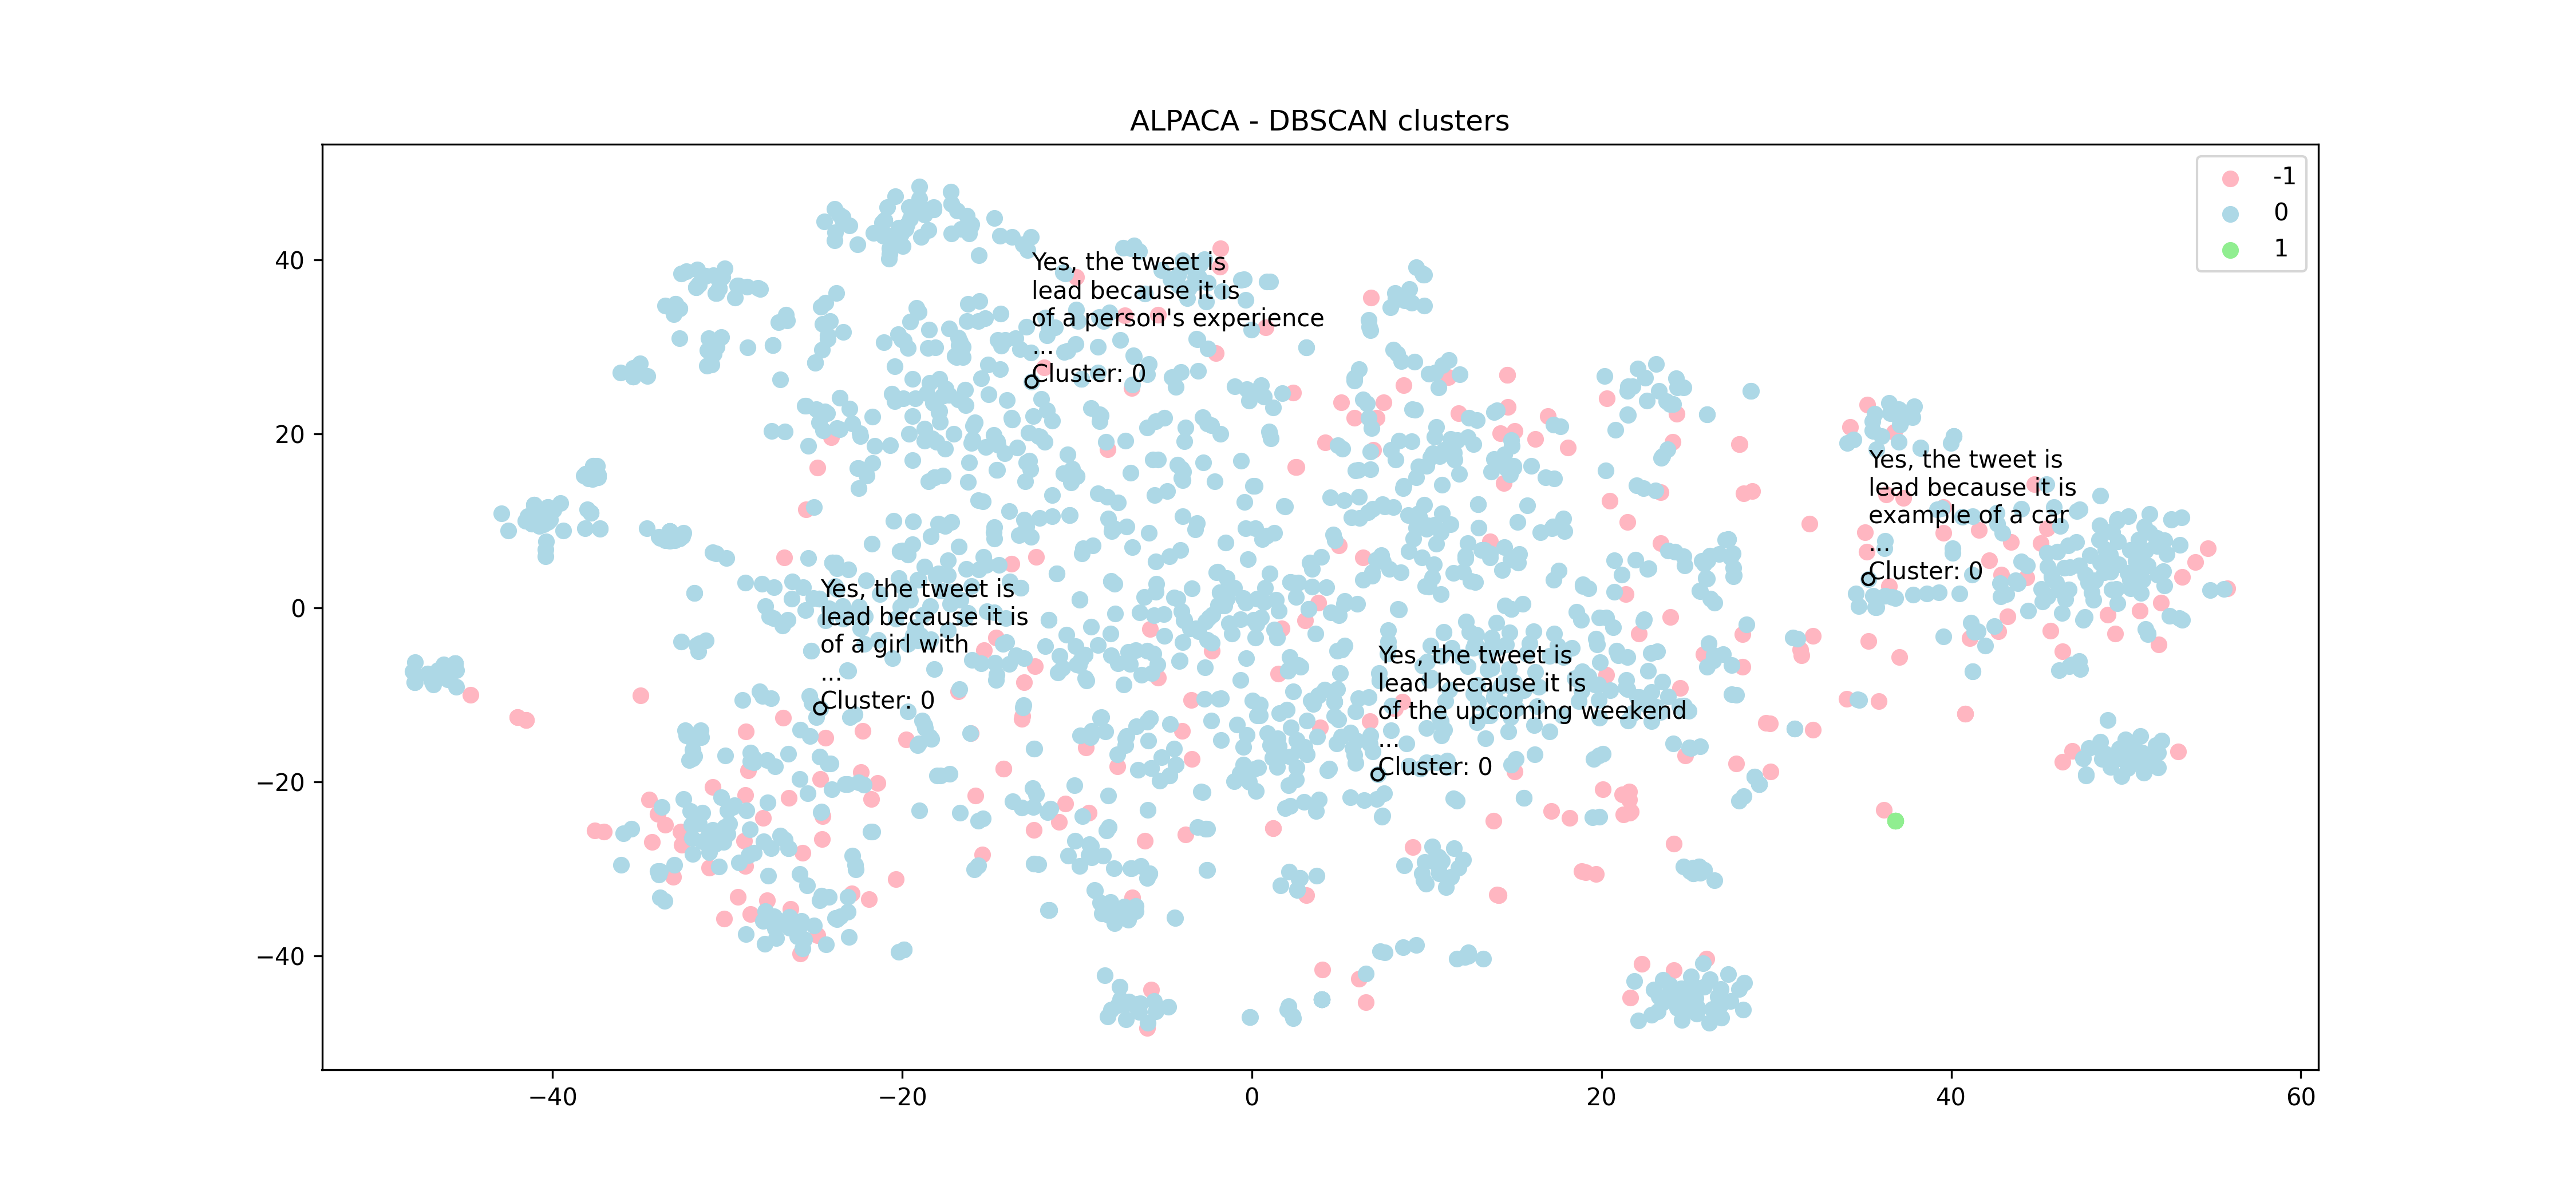 ALPACA - DBSCAN clusters
-1
0
1
40
20
0
−20
−40
Yes, the tweet is
lead because it is
of a person's experience
...
Cluster: 0
Yes, the tweet is
lead because it is
example of a car
...
Cluster: 0
Yes, the tweet is
lead because it is
of a girl with
...
Cluster: 0
Yes, the tweet is
lead because it is
of the upcoming weekend
...
Cluster: 0
−40
−20
0
20
40
60